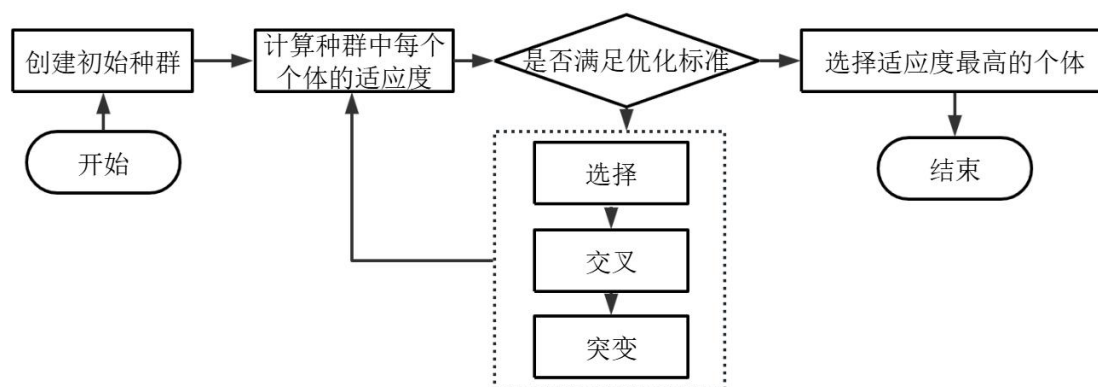 创建初始种群
计算种群中每个
个体的适应度
是否满足优化标准
选择适应度最高的个体
开始
选择
结束
交叉
突变